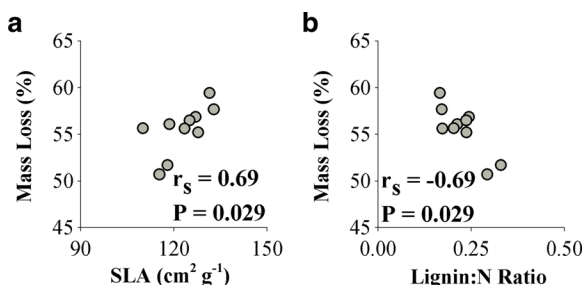 a
65
60
55
50
45
Mass Loss (%)
rs = 0.69
P = 0.029
90
120
150
SLA (cm² g⁻¹)
b
65
60
55
50
45
Mass Loss (%)
rs = -0.69
P = 0.029
0.00
0.25
0.50
Lignin:N Ratio